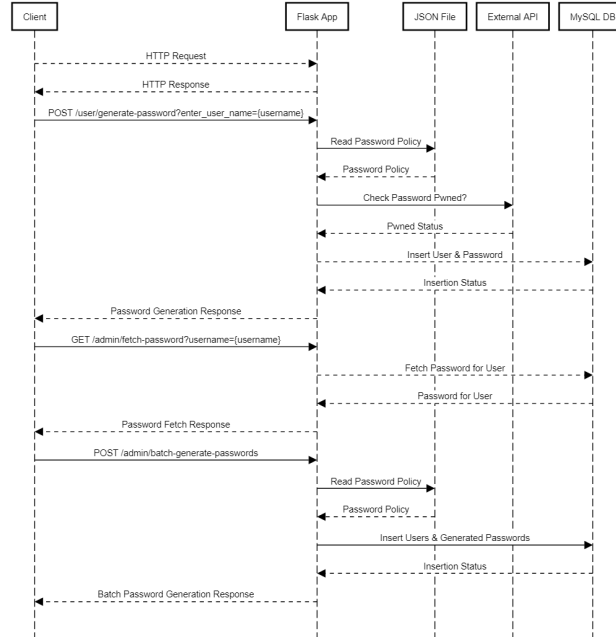 Client Flask App JSON File External API MySQL DB
HTTP Request
HTTP Response
POST /user/generate-password?enter_user_name={username}
Read Password Policy
Password Policy
Check Password Pwned?
Pwned Status
Insert User & Password
Insertion Status
Password Generation Response
GET /admin/fetch-password?username={username}
Fetch Password for User
Password for User
Password Fetch Response
POST /admin/batch-generate-passwords
Read Password Policy
Password Policy
Insert Users & Generated Passwords
Insertion Status
Batch Password Generation Response